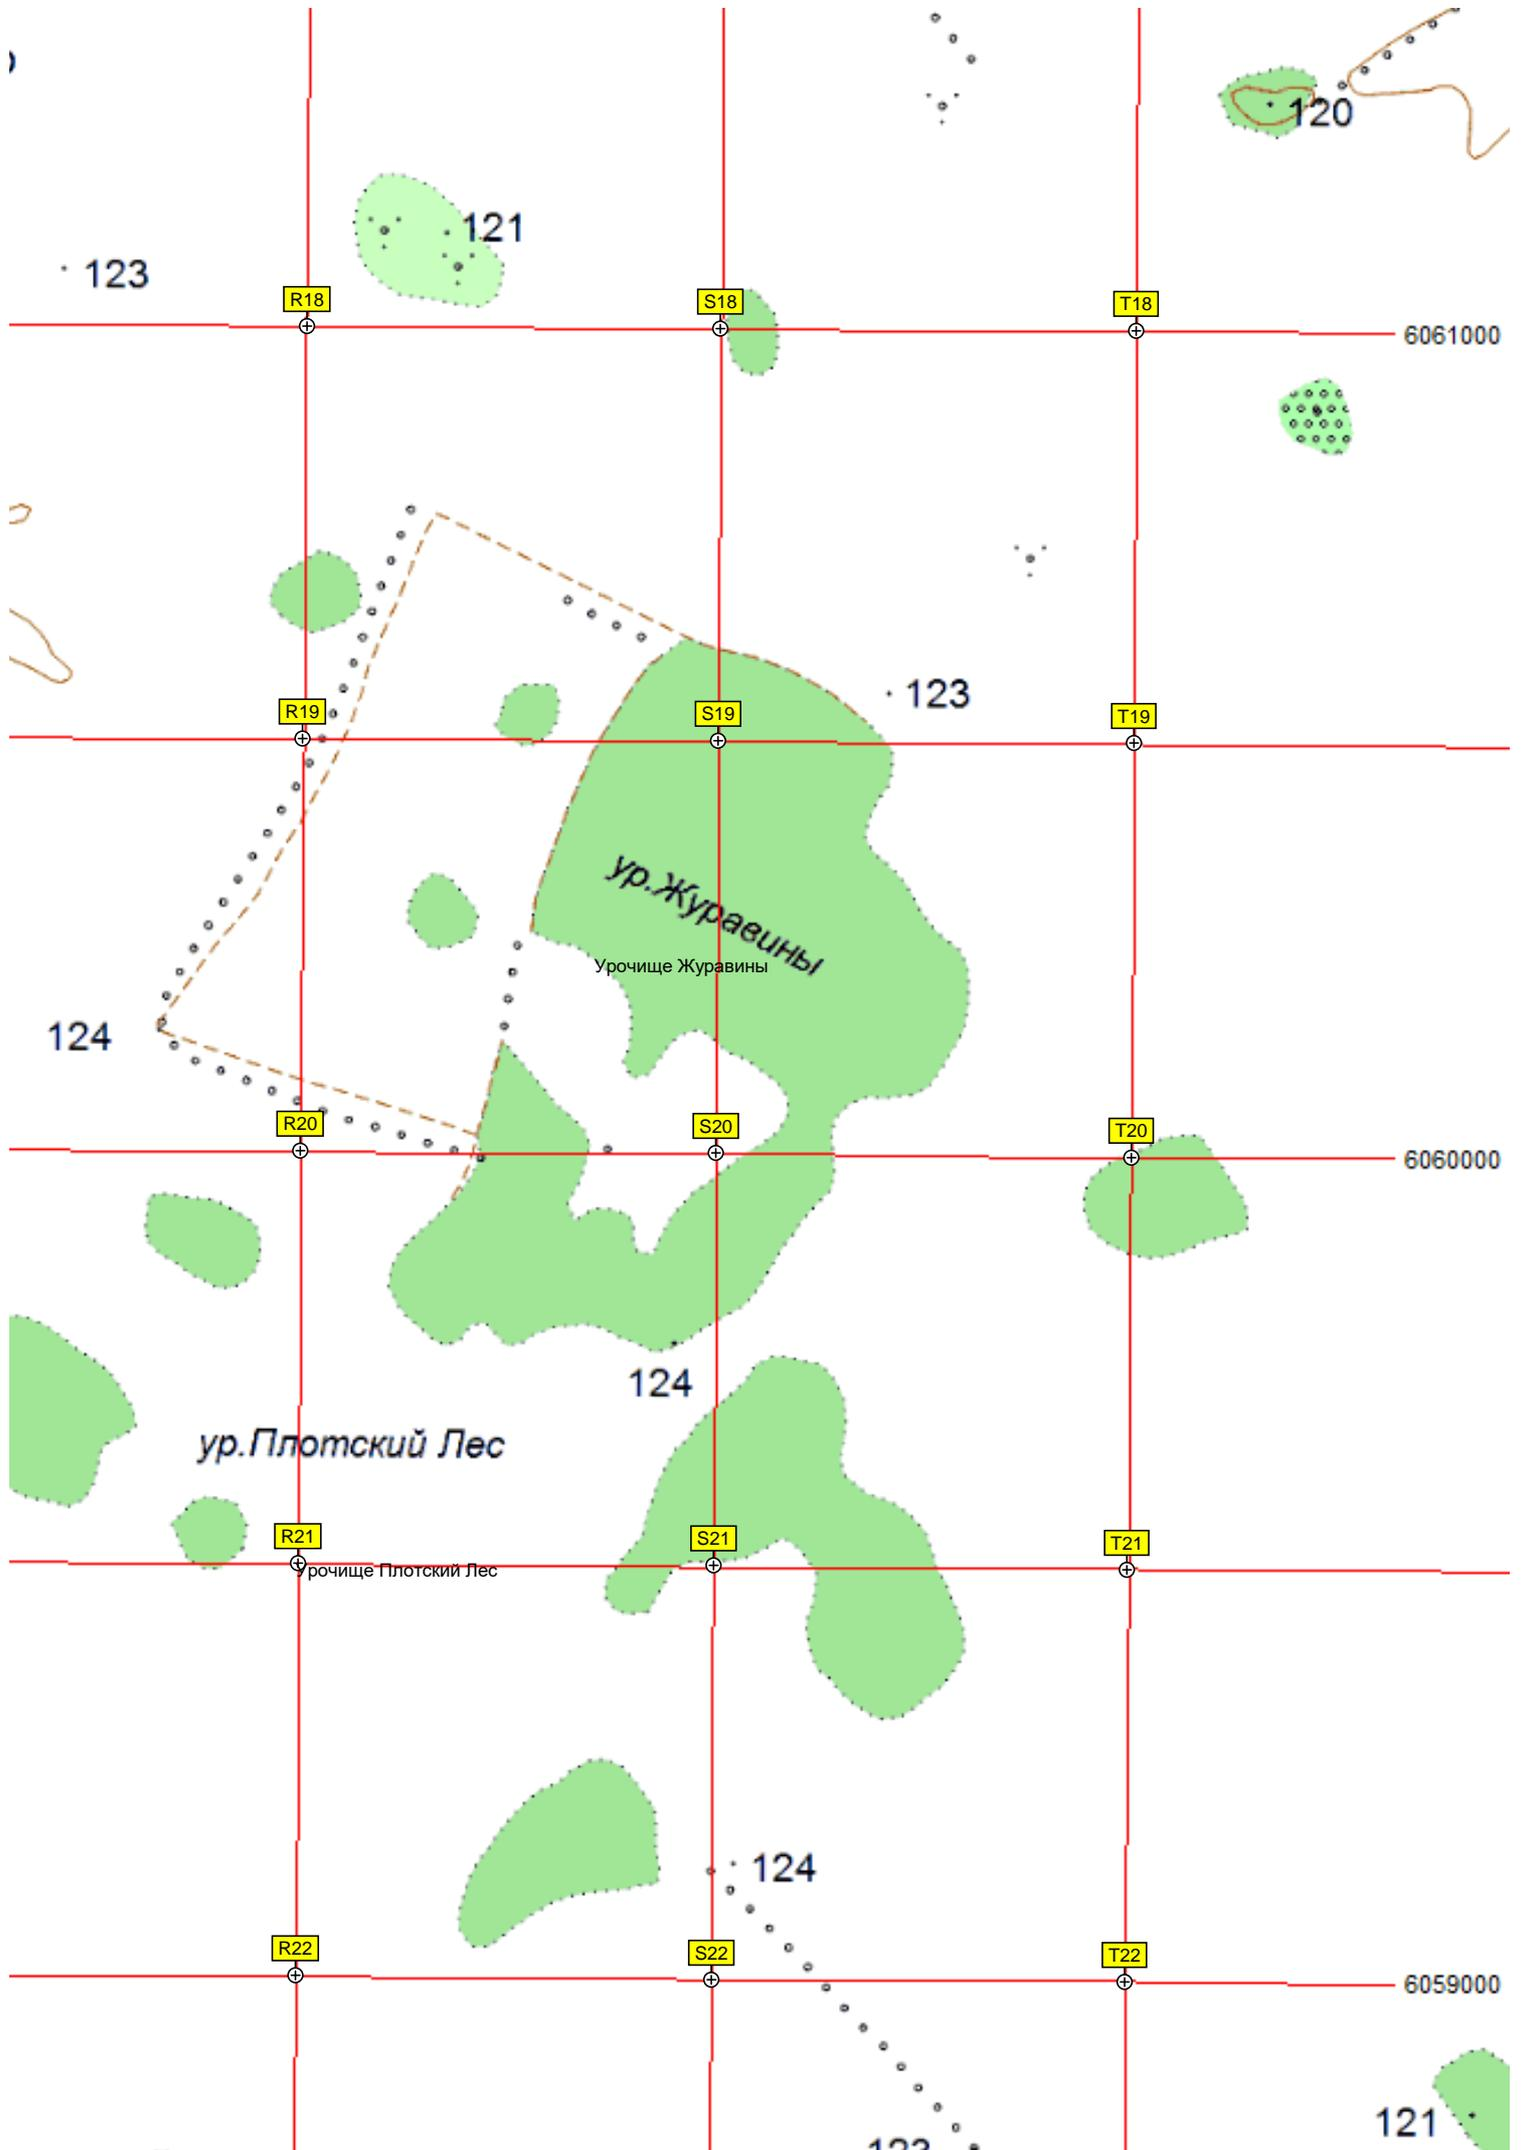 120
121
123
R18
S18
T18
6061000
123
R19
S19
T19
ур.Журавины
Урочище Журавины
124
R20
S20
T20
6060000
124
ур.Плотский Лес
R21
S21
T21
Урочище Плотский Лес
124
R22
S22
T22
6059000
121